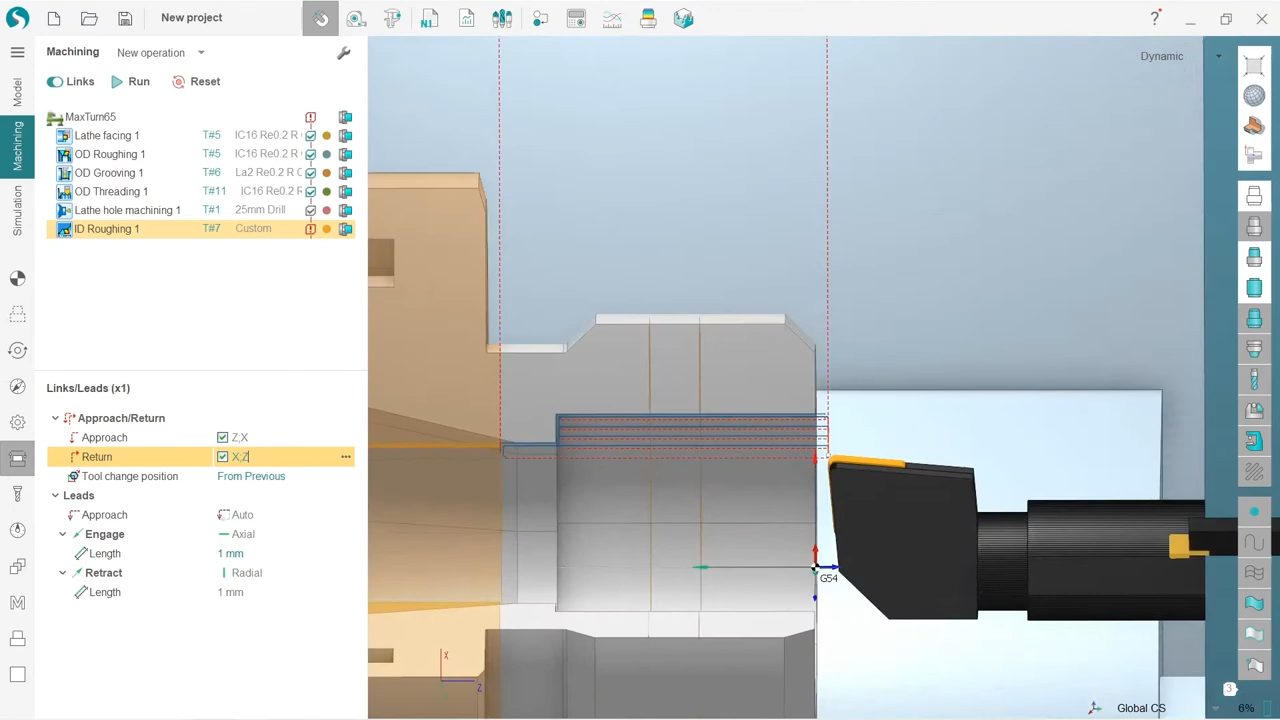 New project
Machining
New operation
Links
Run
Reset
Model
Machining
Simulation
MaxTurn65
Lathe facing 1 T#5 IC16 Re0.2 R
OD Roughing 1 T#5 IC16 Re0.2 R
OD Grooving 1 T#6 La2 Re0.2 R
OD Threading 1 T#11 IC16 Re0.2 R
Lathe hole machining 1 T#1 25mm Drill
ID Roughing 1 T#7 Custom
Links/Leads (x1)
Approach/Return
Approach Z;X
Return X;Z
Tool change position From Previous
Leads
Approach Auto
Engage Axial
Length 1 mm
Retract Radial
Length 1 mm
Dynamic
G54
X
Z
3
Global CS
6%